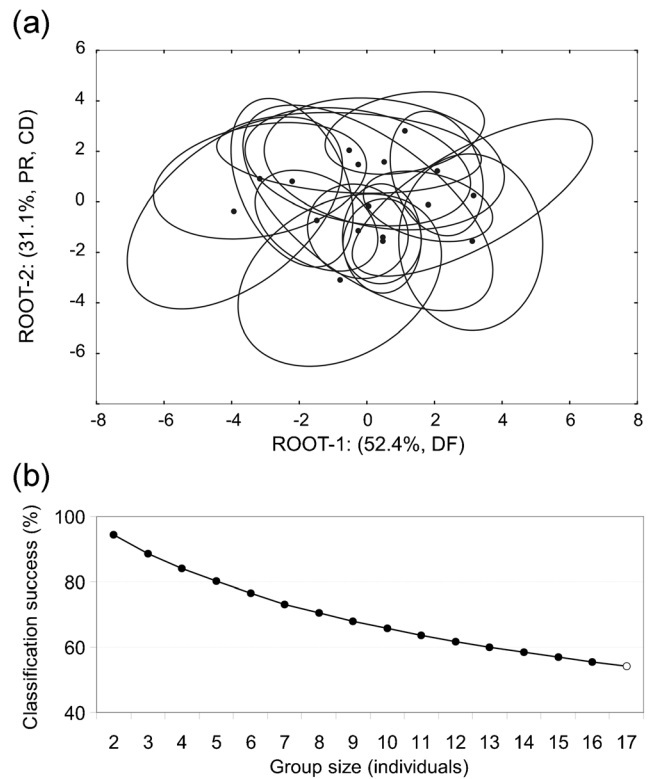 (a)
6
4
2
0
-2
-4
-6
ROOT-2: (31.1%, PR, CD)
-8 -6 -4 -2 0 2 4 6 8
ROOT-1: (52.4%, DF)
(b)
100
80
60
40
Classification success (%)
2 3 4 5 6 7 8 9 10 11 12 13 14 15 16 17
Group size (individuals)